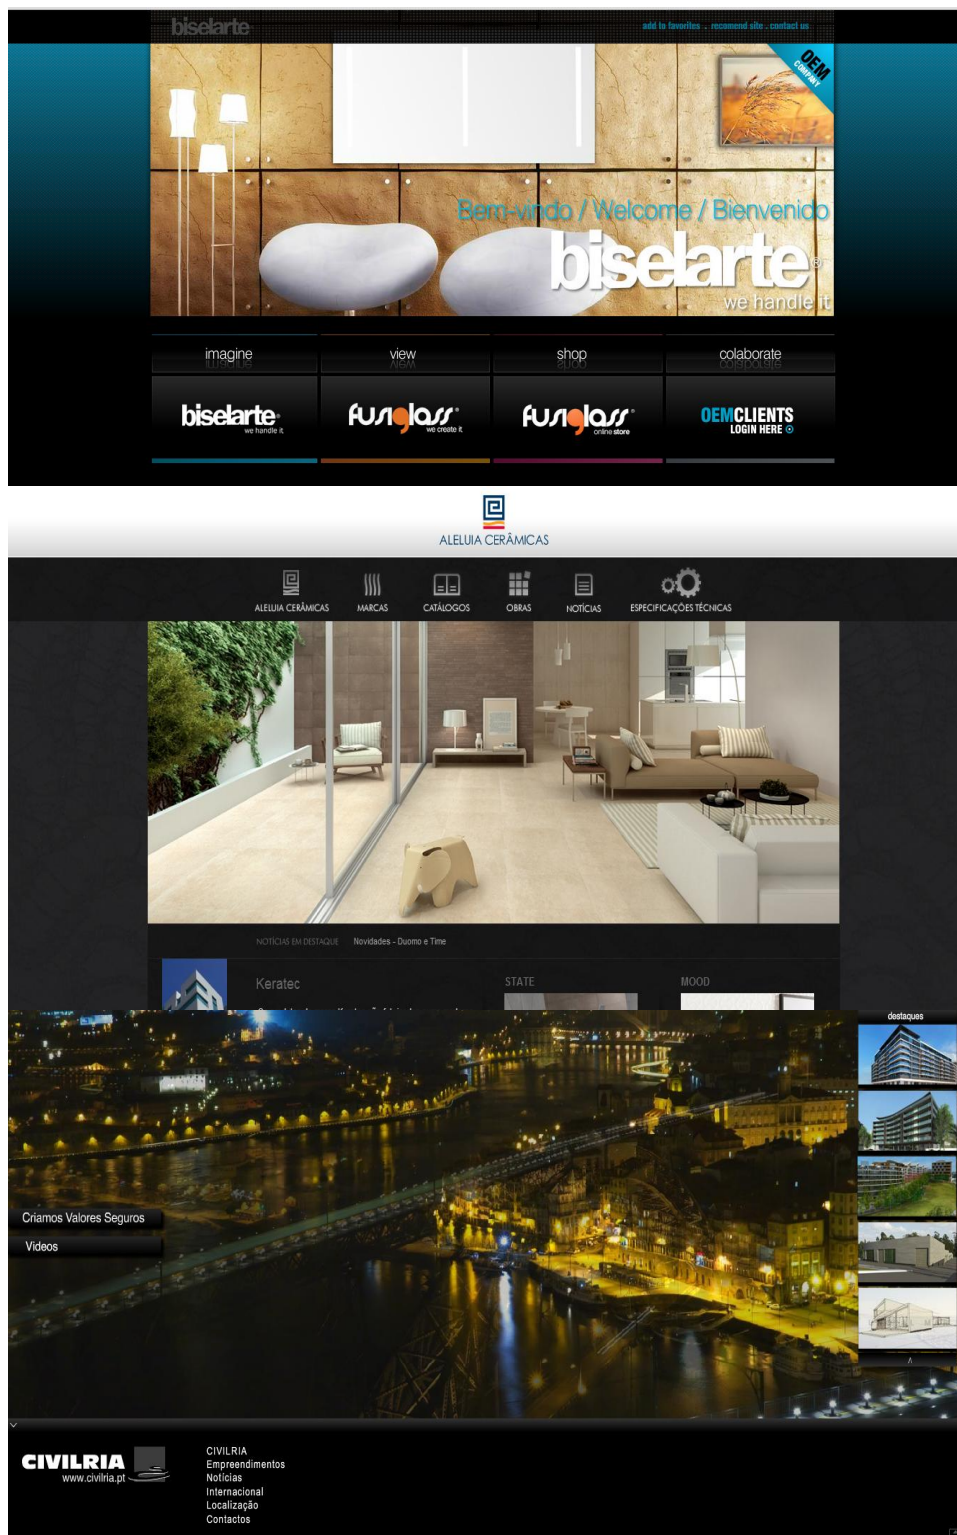 biselarte
add to favorites . recomend site . contact us
OEM
COMPANY
Bem-vindo / Welcome / Bienvenido
biselarte®
we handle it
imagine
view
shop
colaborate
biselarte®
we handle it
fusiglass®
we create it
fusiglass®
online store
OEMCLIENTS
LOGIN HERE
ALELUIA CERÂMICAS
ALELUIA CERÂMICAS
MARCAS
CATÁLOGOS
OBRAS
NOTÍCIAS
ESPECIFICAÇÕES TÉCNICAS
NOTÍCIAS EM DESTAQUE
Novidades - Duomo e Time
Keratec
STATE
MOOD
destaques
Criamos Valores Seguros
Videos
CIVILRIA
www.civilria.pt
CIVILRIA
Empreendimentos
Notícias
Internacional
Localização
Contactos